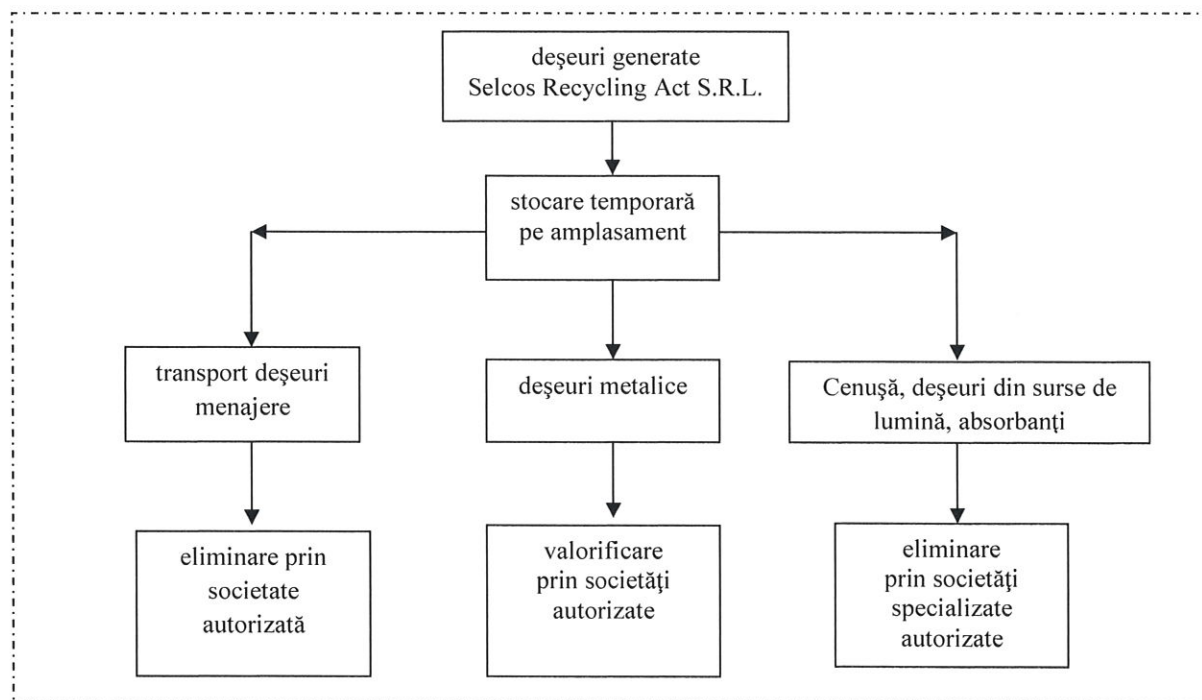 deşeuri generate
Selcos Recycling Act S.R.L.
stocare temporară
pe amplasament
transport deşeuri
menajere
deşeuri metalice
Cenuşă, deşeuri din surse de
lumină, absorbanţi
eliminare prin
societate
autorizată
valorificare
prin societăţi
autorizate
eliminare
prin societăţi
specializate
autorizate